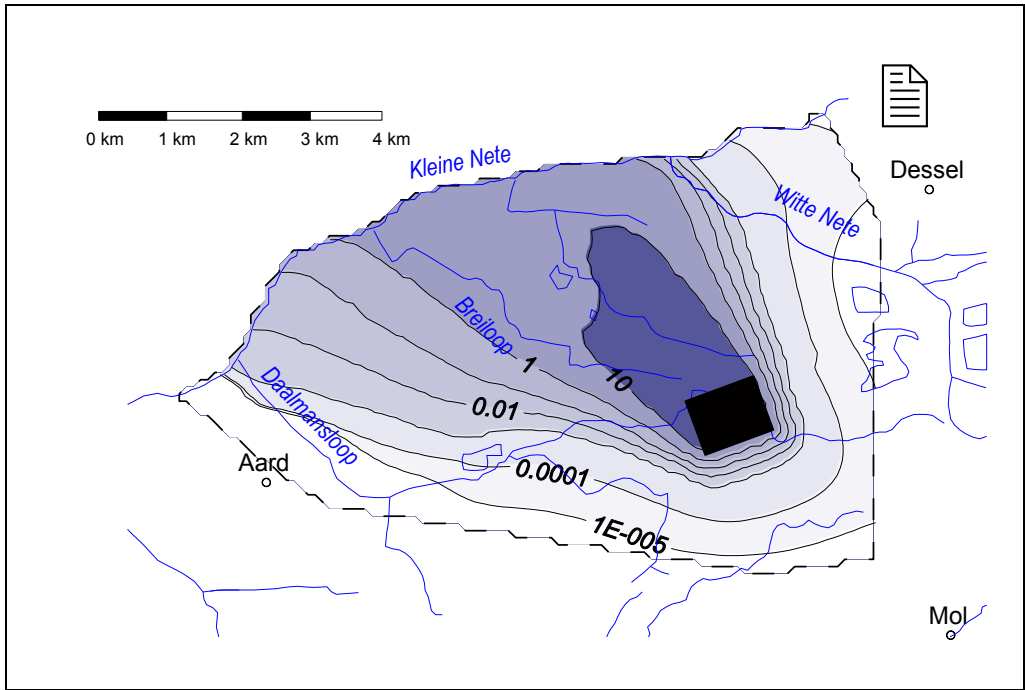 Dessel
0 km 1 km 2 km 3 km 4 km
Kleine Nete
Witte Nete
Breiloop
1
10
0.01
Daalmansloop
Aard
0.0001
1E-005
Mol